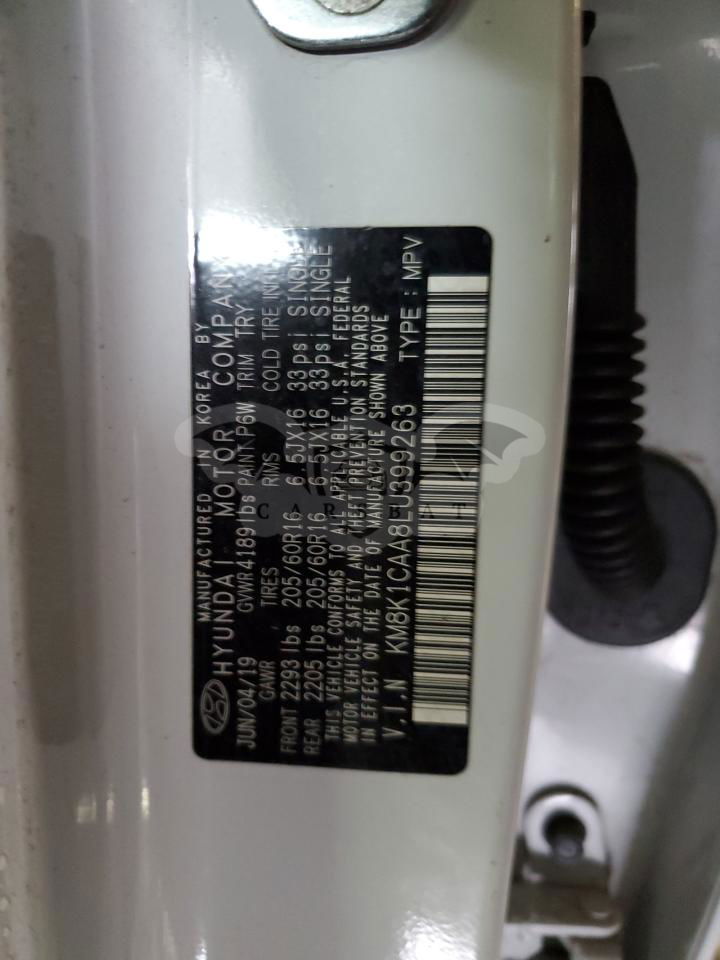 MANUFACTURED IN KOREA BY
HYUNDAI MOTOR COMPANY
JUN/04/19 GVWR 4189 lbs PAINT: P6W TRIM TRY
GAWR TIRES RMS COLD TIRE
FRONT 2293 lbs 205/60R16 6.5JX16 33psi SINGLE
REAR 2205 lbs 205/60R16 6.5JX16 33psi SINGLE
THIS VEHICLE CONFORMS TO ALL APPLICABLE U.S.A. FEDERAL
MOTOR VEHICLE SAFETY AND THEFT PREVENTION STANDARDS
IN EFFECT ON THE DATE OF MANUFACTURE SHOWN ABOVE
V.I.N KM8K1CAA8LU399263 TYPE : MPV
CARSBAT